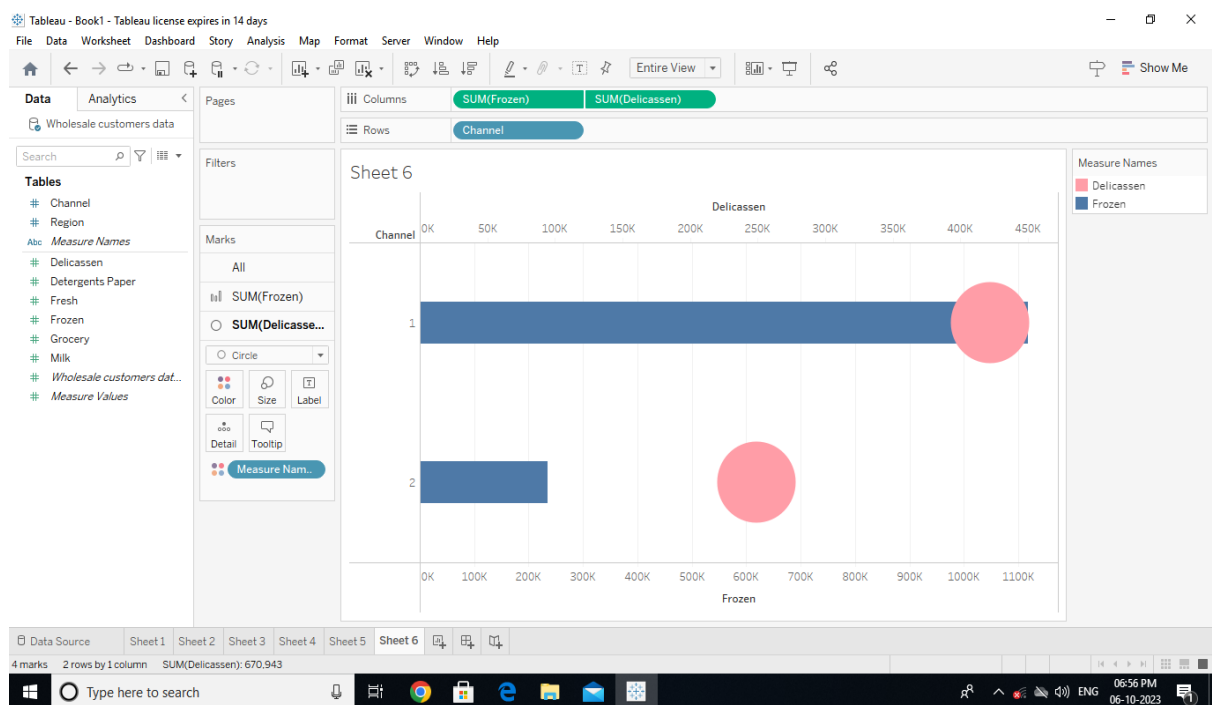 Tableau - Book1 - Tableau license expires in 14 days
File Data Worksheet Dashboard Story Analysis Map Format Server Window Help
Entire View
Show Me
Data Analytics
Wholesale customers data
Search
Tables
# Channel
# Region
Abc Measure Names
# Delicassen
# Detergents Paper
# Fresh
# Frozen
# Grocery
# Milk
# Wholesale customers dat...
# Measure Values
Pages
Filters
Marks
All
SUM(Frozen)
SUM(Delicasse...
Circle
Color Size Label
Detail Tooltip
Measure Nam..
Columns SUM(Frozen) SUM(Delicassen)
Rows Channel
Sheet 6
Delicassen
Channel 0K 50K 100K 150K 200K 250K 300K 350K 400K 450K
1
2
0K 100K 200K 300K 400K 500K 600K 700K 800K 900K 1000K 1100K
Frozen
Measure Names
Delicassen
Frozen
Data Source Sheet 1 Sheet 2 Sheet 3 Sheet 4 Sheet 5 Sheet 6
4 marks 2 rows by 1 column SUM(Delicassen): 670,943
Type here to search
ENG
06:56 PM
06-10-2023
1